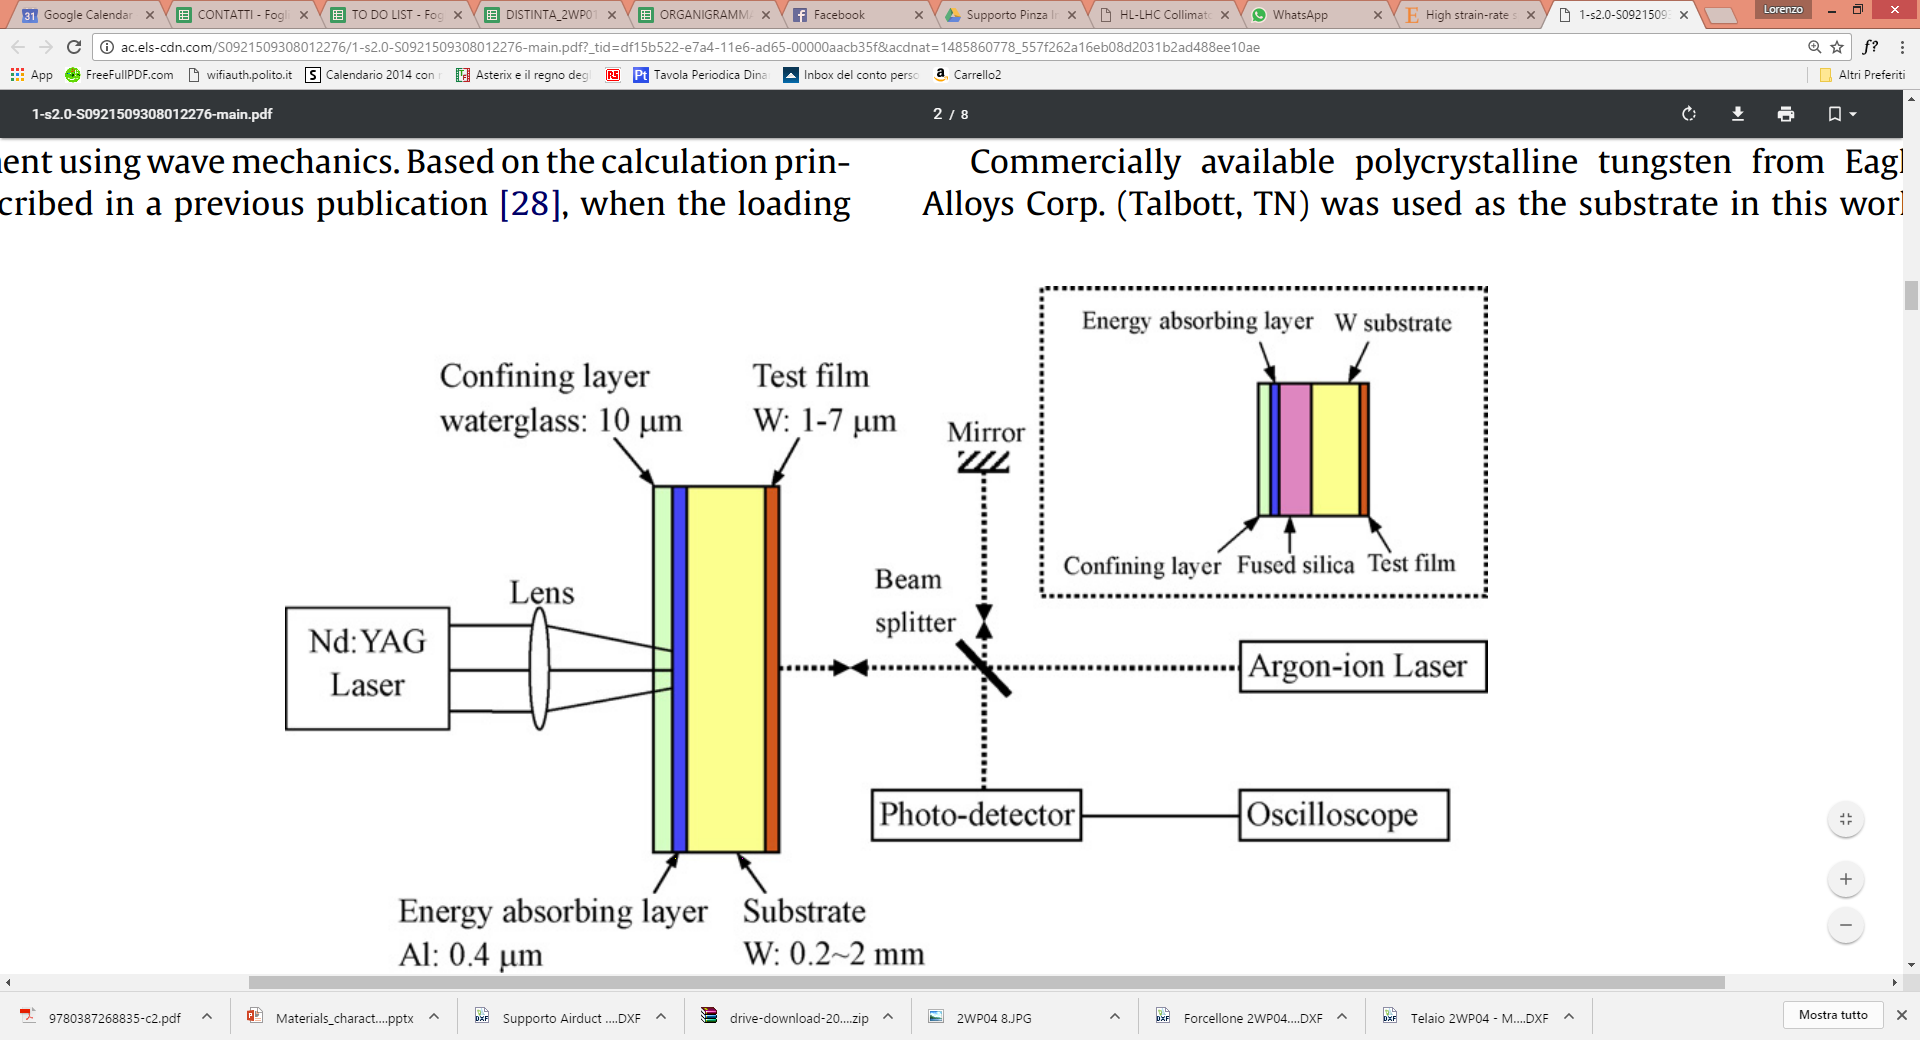 Google Calendar
CONTATTI - Fogli
TO DO LIST - Fog
DISTINTA_2WP01
ORGANIGRAMMA
Facebook
Supporto Pinza In
HL-LHC Collimato
WhatsApp
High strain-rate s
1-s2.0-S09215093
Lorenzo
ac.els-cdn.com/S0921509308012276/1-s2.0-S0921509308012276-main.pdf?_tid=df15b522-e7a4-11e6-ad65-00000aacb35f&acdnat=1485860778_557f262a16eb08d2031b2ad488ee10ae
App
FreeFullPDF.com
wifiauth.polito.it
Calendario 2014 con
Asterix e il regno deg
Tavola Periodica Dina
Inbox del conto perso
Carrello2
Altri Preferiti
1-s2.0-S0921509308012276-main.pdf
2 / 8
ent using wave mechanics. Based on the calculation prin-
cribed in a previous publication [28], when the loading
Commercially available polycrystalline tungsten from Eagl
Alloys Corp. (Talbott, TN) was used as the substrate in this worl
Energy absorbing layer
W substrate
Confining layer
Fused silica
Test film
Confining layer
waterglass: 10 μm
Test film
W: 1-7 μm
Mirror
Beam
splitter
Lens
Nd:YAG
Laser
Argon-ion Laser
Photo-detector
Oscilloscope
Energy absorbing layer
Al: 0.4 μm
Substrate
W: 0.2~2 mm
9780387268835-c2.pdf
Materials_charact....pptx
Supporto Airduct ....DXF
drive-download-20....zip
2WP04 8.JPG
Forcellone 2WP04....DXF
Telaio 2WP04 - M....DXF
Mostra tutto